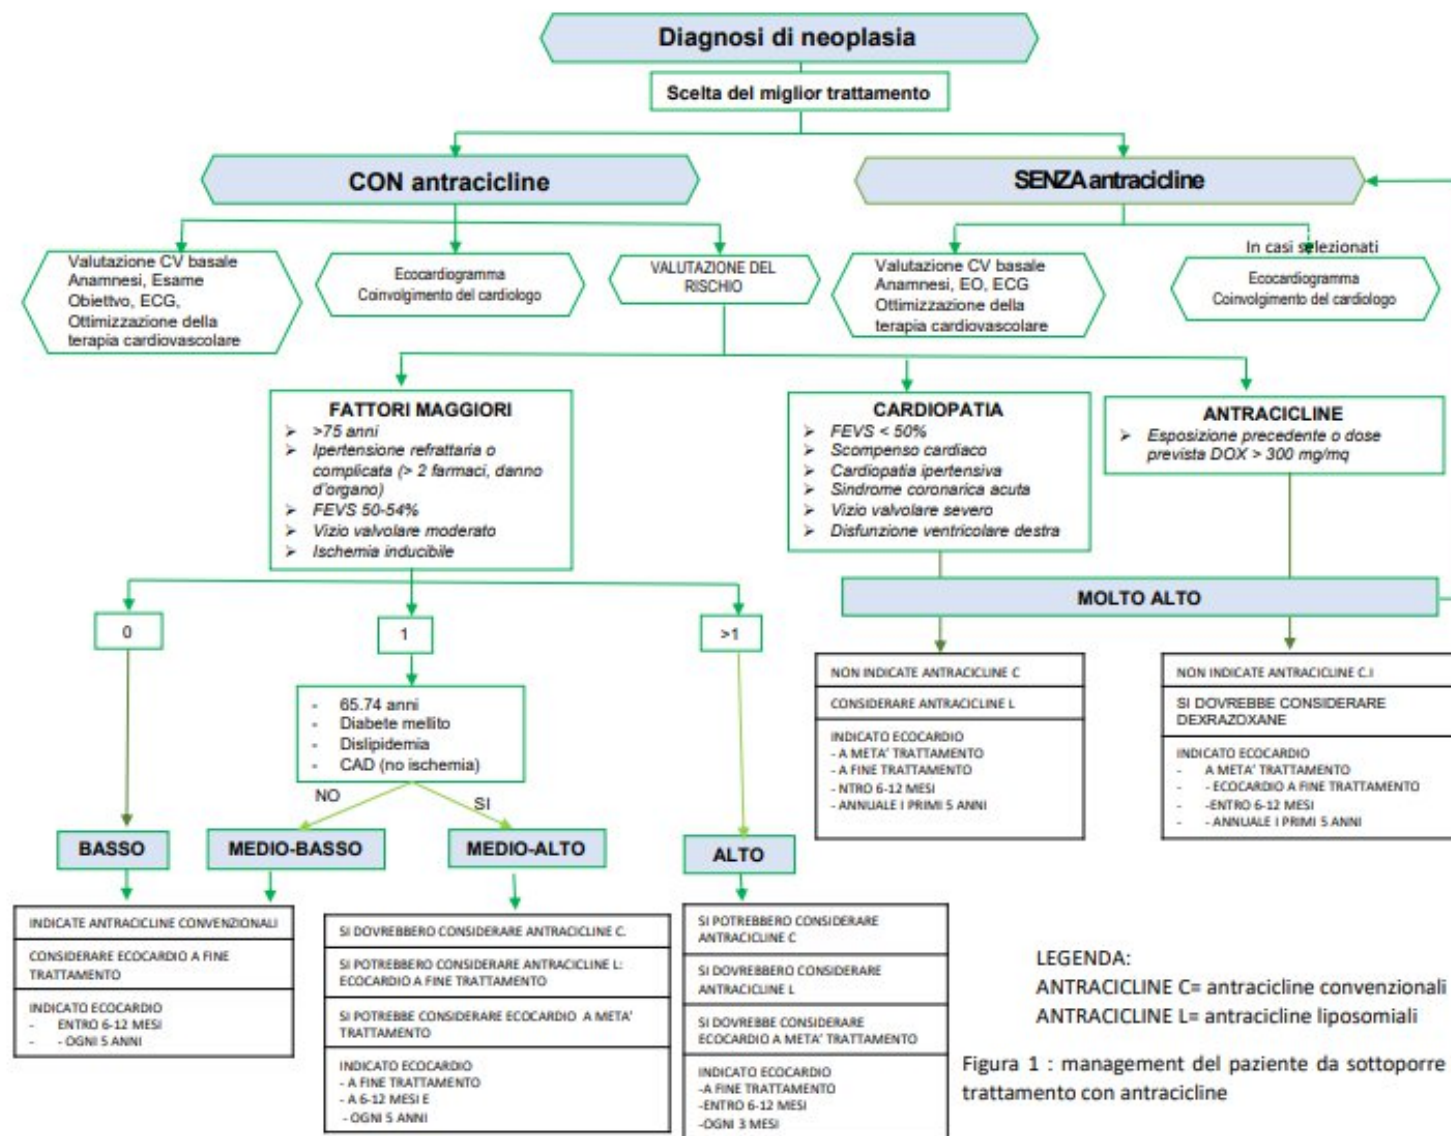 Diagnosi di neoplasia
Scelta del miglior trattamento
CON antracicline
SENZA antracicline
Valutazione CV basale
Anamnesi, Esame
Obiettivo, ECG,
Ottimizzazione della
terapia cardiovascolare
Ecocardiogramma
Coinvolgimento del cardiologo
VALUTAZIONE DEL
RISCHIO
Valutazione CV basale
Anamnesi, EO, ECG
Ottimizzazione della
terapia cardiovascolare
In casi selezionati
Ecocardiogramma
Coinvolgimento del cardiologo
FATTORI MAGGIORI
➢ >75 anni
➢ Ipertensione refrattaria o
complicata (> 2 farmaci, danno
d'organo)
➢ FEVS 50-54%
➢ Vizio valvolare moderato
➢ Ischemia inducibile
CARDIOPATIA
➢ FEVS < 50%
➢ Scompenso cardiaco
➢ Cardiopatia ipertensiva
➢ Sindrome coronarica acuta
➢ Vizio valvolare severo
➢ Disfunzione ventricolare destra
ANTRACICLINE
➢ Esposizione precedente o dose
prevista DOX > 300 mg/mq
MOLTO ALTO
0
1
>1
- 65.74 anni
- Diabete mellito
- Dislipidemia
- CAD (no ischemia)
NO
SI
NON INDICATE ANTRACICLINE C
CONSIDERARE ANTRACICLINE L
INDICATO ECOCARDIO
- A META' TRATTAMENTO
- A FINE TRATTAMENTO
- NTRO 6-12 MESI
- ANNUALE I PRIMI 5 ANNI
NON INDICATE ANTRACICLINE C.I
SI DOVREBBE CONSIDERARE
DEXRAZOXANE
INDICATO ECOCARDIO
- A META' TRATTAMENTO
- - ECOCARDIO A FINE TRATTAMENTO
- -ENTRO 6-12 MESI
- - ANNUALE I PRIMI 5 ANNI
BASSO
MEDIO-BASSO
MEDIO-ALTO
ALTO
INDICATE ANTRACICLINE CONVENZIONALI
CONSIDERARE ECOCARDIO A FINE
TRATTAMENTO
INDICATO ECOCARDIO
- ENTRO 6-12 MESI
- - OGNI 5 ANNI
SI DOVREBBERO CONSIDERARE ANTRACICLINE C.
SI POTREBBERO CONSIDERARE ANTRACICLINE L:
ECOCARDIO A FINE TRATTAMENTO
SI POTREBBE CONSIDERARE ECOCARDIO A META'
TRATTAMENTO
INDICATO ECOCARDIO
- A FINE TRATTAMENTO
- A 6-12 MESI E
- OGNI 5 ANNI
SI POTREBBERO CONSIDERARE
ANTRACICLINE C
SI DOVREBBERO CONSIDERARE
ANTRACICLINE L
SI DOVREBBE CONSIDERARE
ECOCARDIO A META' TRATTAMENTO
INDICATO ECOCARDIO
-A FINE TRATTAMENTO
-ENTRO 6-12 MESI
-OGNI 3 MESI
LEGENDA:
ANTRACICLINE C= antracicline convenzionali
ANTRACICLINE L= antracicline liposomiali
Figura 1 : management del paziente da sottoporre
trattamento con antracicline